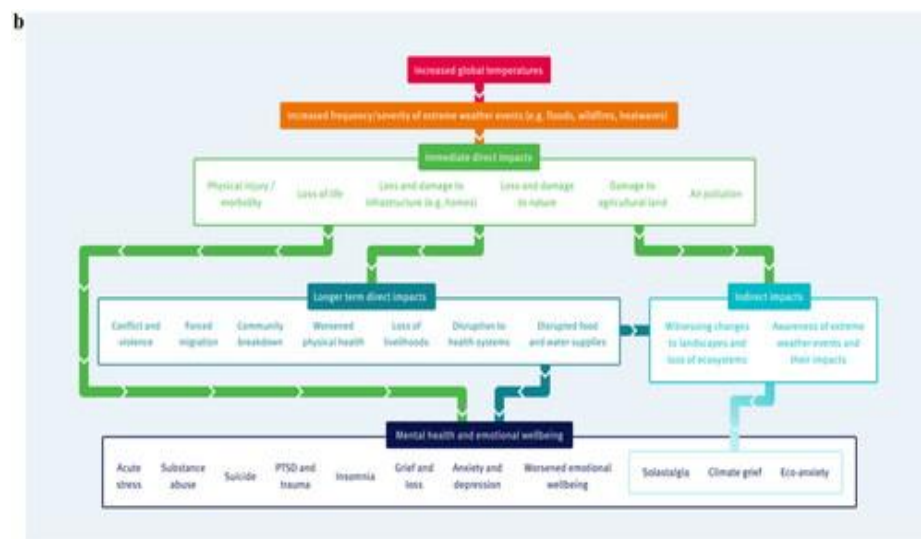 b
Increased global temperatures
Increased frequency/severity of extreme weather events (e.g. floods, wildfires, heatwaves)
Immediate direct impacts
Physical injury /
morbidity
Loss of life
Loss and damage to
infrastructure (e.g. homes)
Loss and damage
to nature
Damage to
agricultural land
Air pollution
Longer term direct impacts
Conflict and
violence
Forced
migration
Community
breakdown
Worsened
physical health
Loss of
livelihoods
Disruption to
health systems
Disrupted food
and water supplies
Indirect impacts
Witnessing changes
to landscapes and
loss of ecosystems
Awareness of extreme
weather events and
their impacts
Mental health and emotional wellbeing
Acute
stress
Substance
abuse
Suicide
PTSD and
trauma
Insomnia
Grief and
loss
Anxiety and
depression
Worsened emotional
wellbeing
Solastalgia
Climate grief
Eco-anxiety